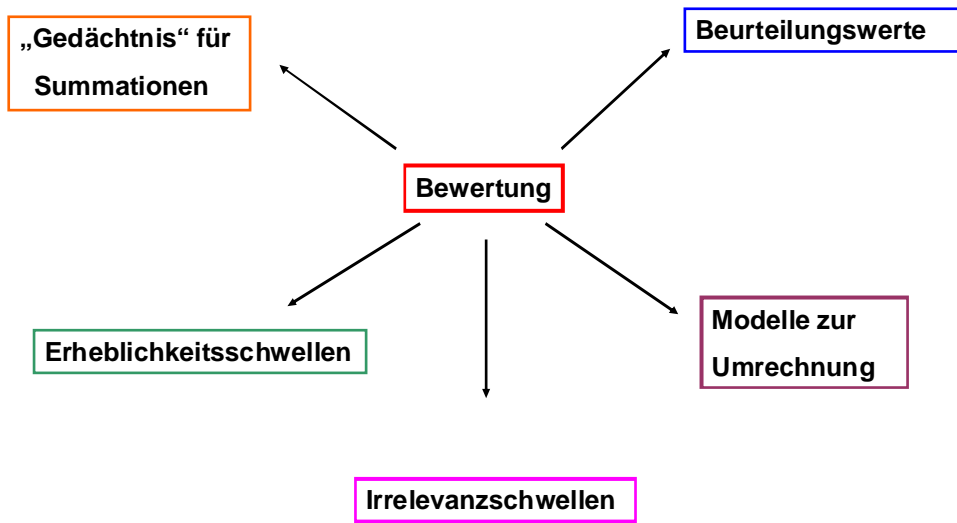 „Gedächtnis“ für
Summationen
Beurteilungswerte
Bewertung
Erheblichkeitsschwellen
Modelle zur
Umrechnung
Irrelevanzschwellen